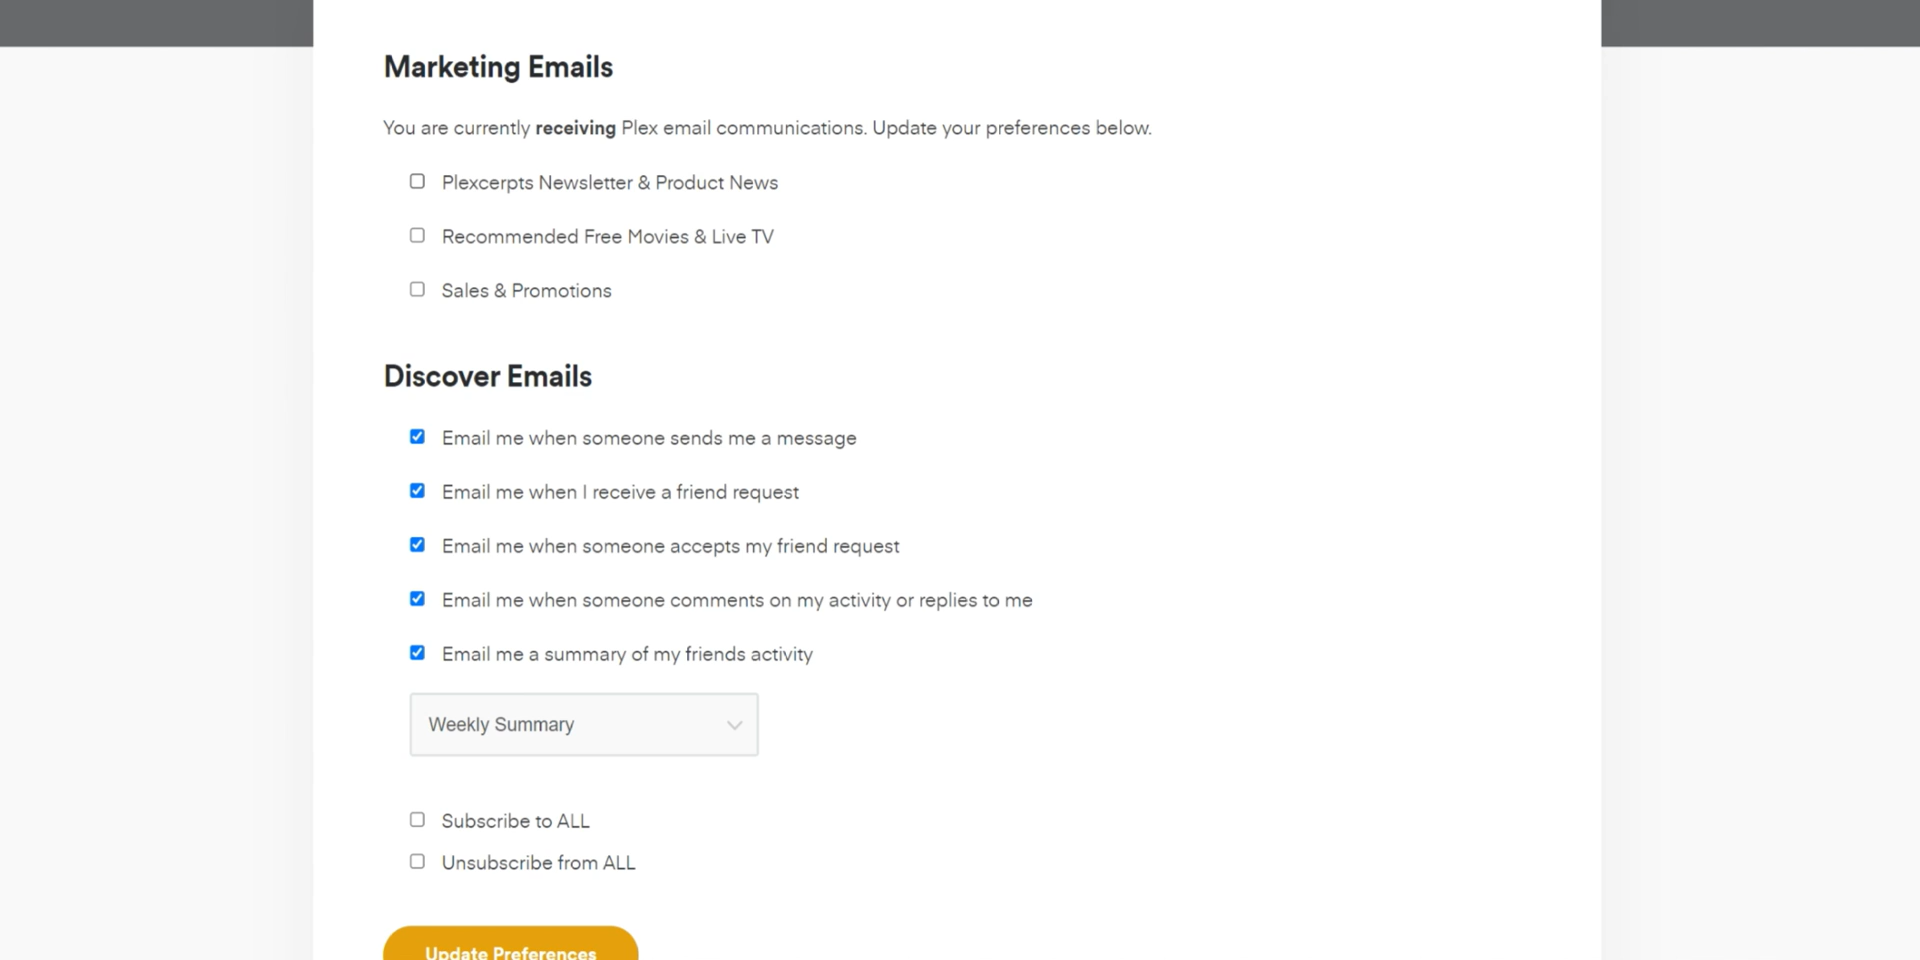 Marketing Emails
You are currently receiving Plex email communications. Update your preferences below.
Plexcerpts Newsletter & Product News
Recommended Free Movies & Live TV
Sales & Promotions
Discover Emails
Email me when someone sends me a message
Email me when I receive a friend request
Email me when someone accepts my friend request
Email me when someone comments on my activity or replies to me
Email me a summary of my friends activity
Weekly Summary
Subscribe to ALL
Unsubscribe from ALL
Update Preferences